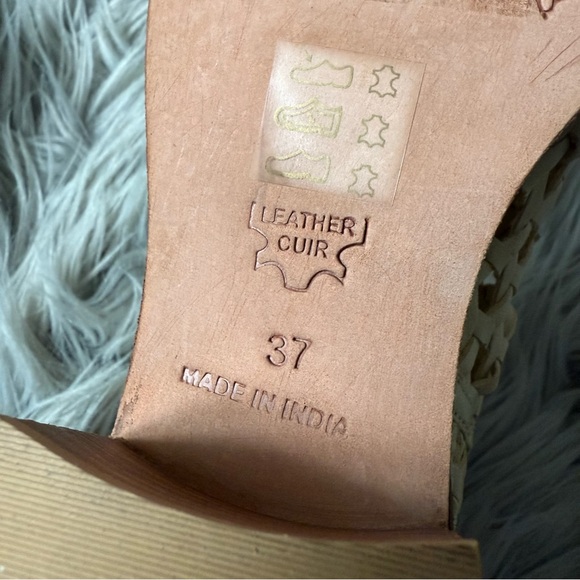 LEATHER
CUIR
37
MADE IN INDIA